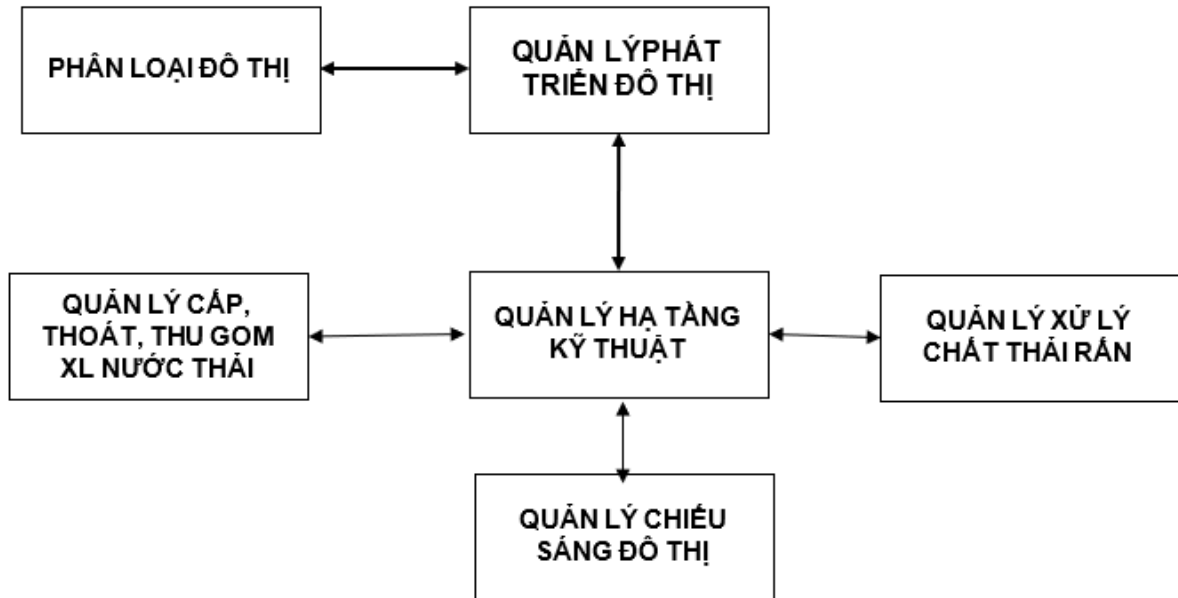 PHÂN LOẠI ĐÔ THỊ
QUẢN LÝPHÁT
TRIỂN ĐÔ THỊ
QUẢN LÝ CẤP,
THOÁT, THU GOM
XL NƯỚC THẢI
QUẢN LÝ HẠ TẦNG
KỸ THUẬT
QUẢN LÝ XỬ LÝ
CHẤT THẢI RẮN
QUẢN LÝ CHIẾU
SÁNG ĐÔ THỊ